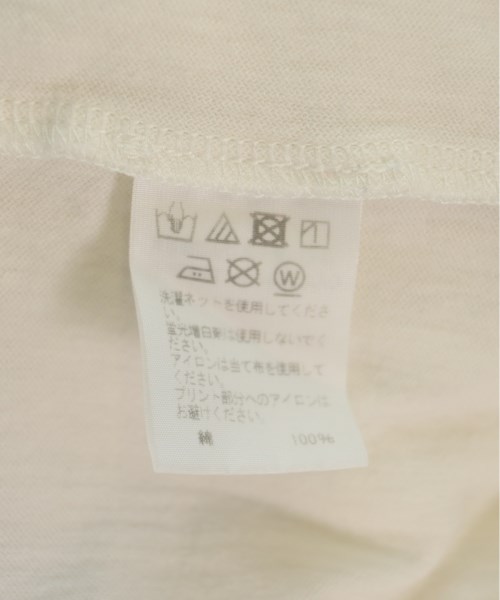 W
洗濯ネットを使用してくださ
い。
蛍光増白剤は使用しないでく
ださい。
アイロンは当て布を使用して
ください。
プリント部分へのアイロンは
お避けください。
綿 100%